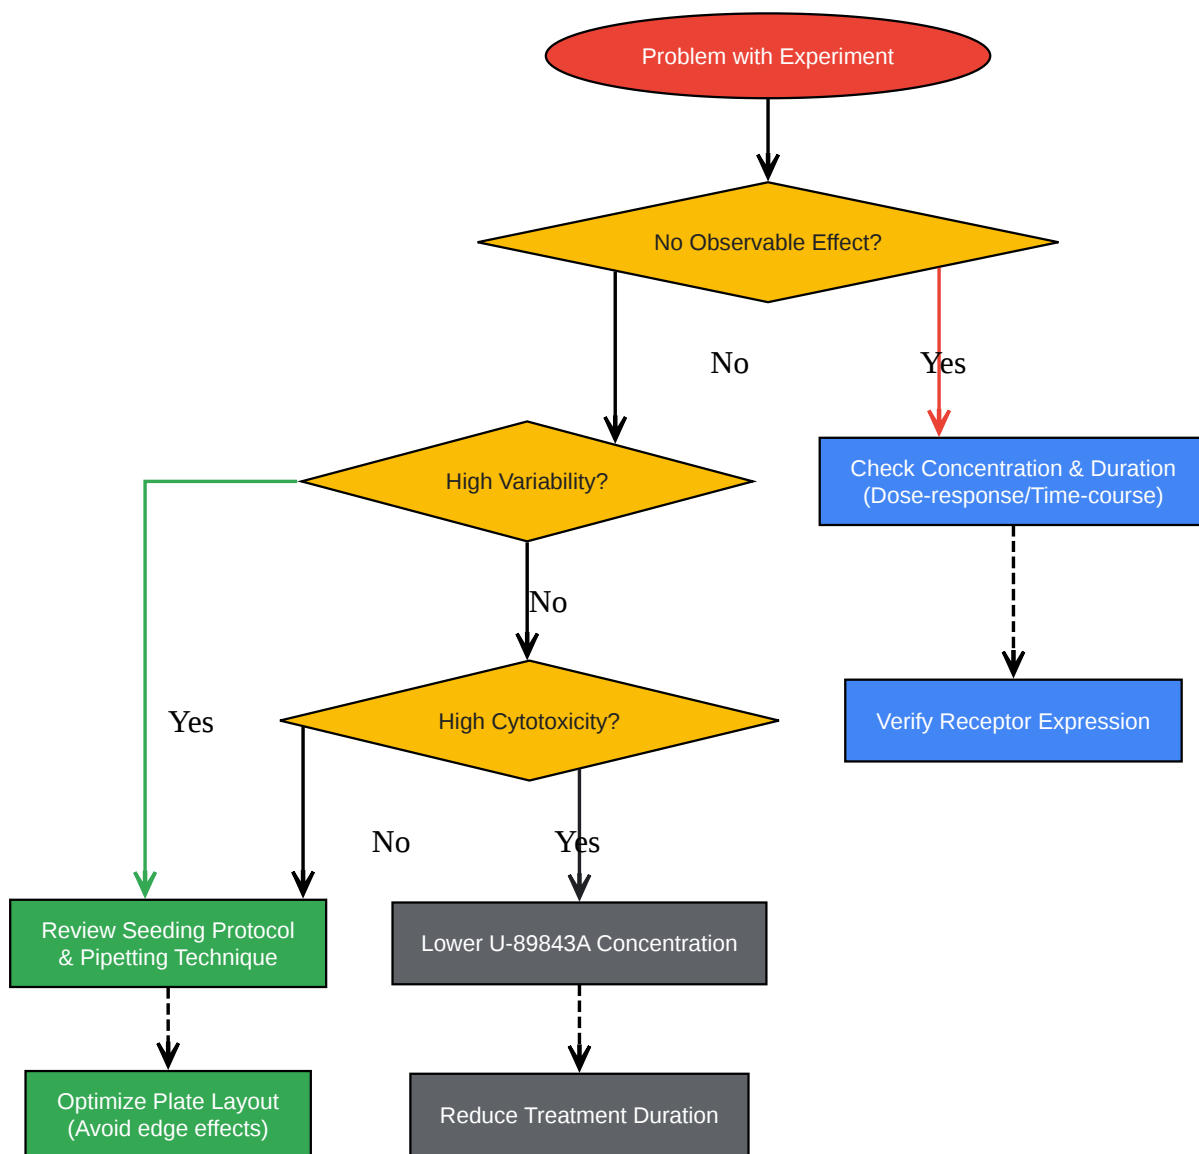 Problem with Experiment
No Observable Effect?
No
Yes
High Variability?
Check Concentration & Duration
(Dose-response/Time-course)
No
Yes
High Cytotoxicity?
Verify Receptor Expression
No
Yes
Review Seeding Protocol
& Pipetting Technique
Lower U-89843A Concentration
Optimize Plate Layout
(Avoid edge effects)
Reduce Treatment Duration